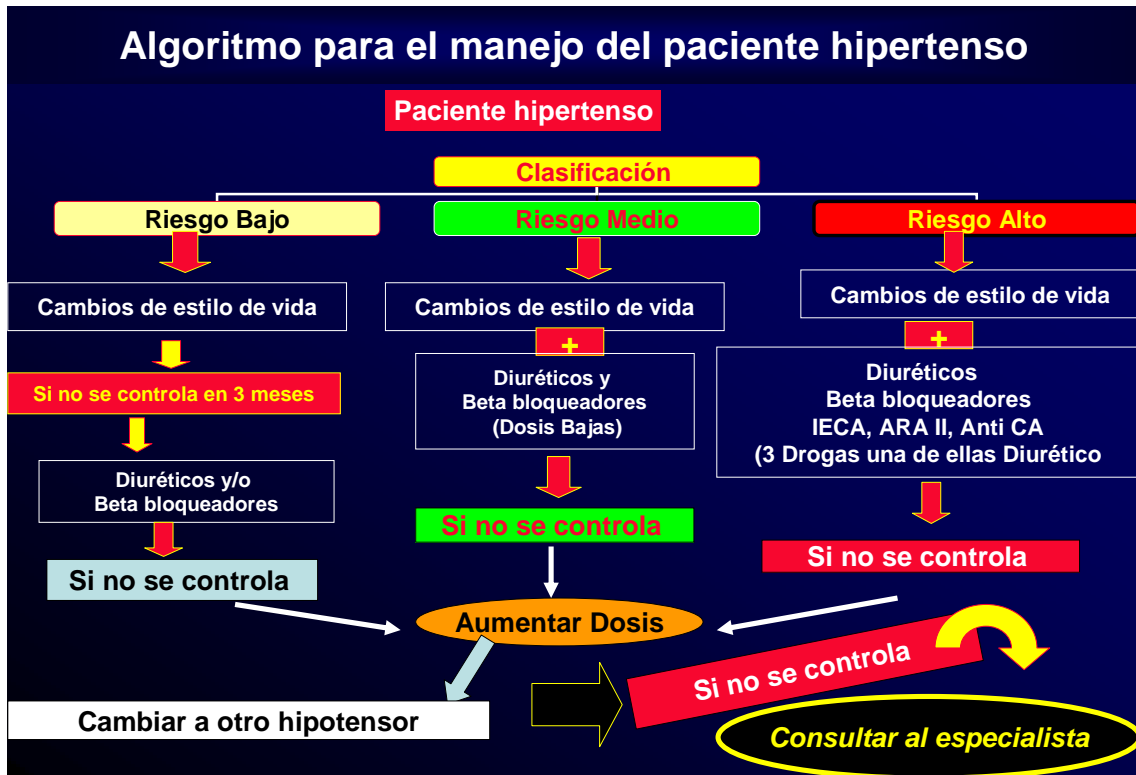 Algoritmo para el manejo del paciente hipertenso
Paciente hipertenso
Clasificación
Riesgo Bajo
Riesgo Medio
Riesgo Alto
Cambios de estilo de vida
Si no se controla en 3 meses
Diuréticos y/o
Beta bloqueadores
Si no se controla
Cambios de estilo de vida
+
Diuréticos y
Beta bloqueadores
(Dosis Bajas)
Si no se controla
Cambios de estilo de vida
+
Diuréticos
Beta bloqueadores
IECA, ARA II, Anti CA
(3 Drogas una de ellas Diurético
Si no se controla
Aumentar Dosis
Cambiar a otro hipotensor
Si no se controla
Consultar al especialista